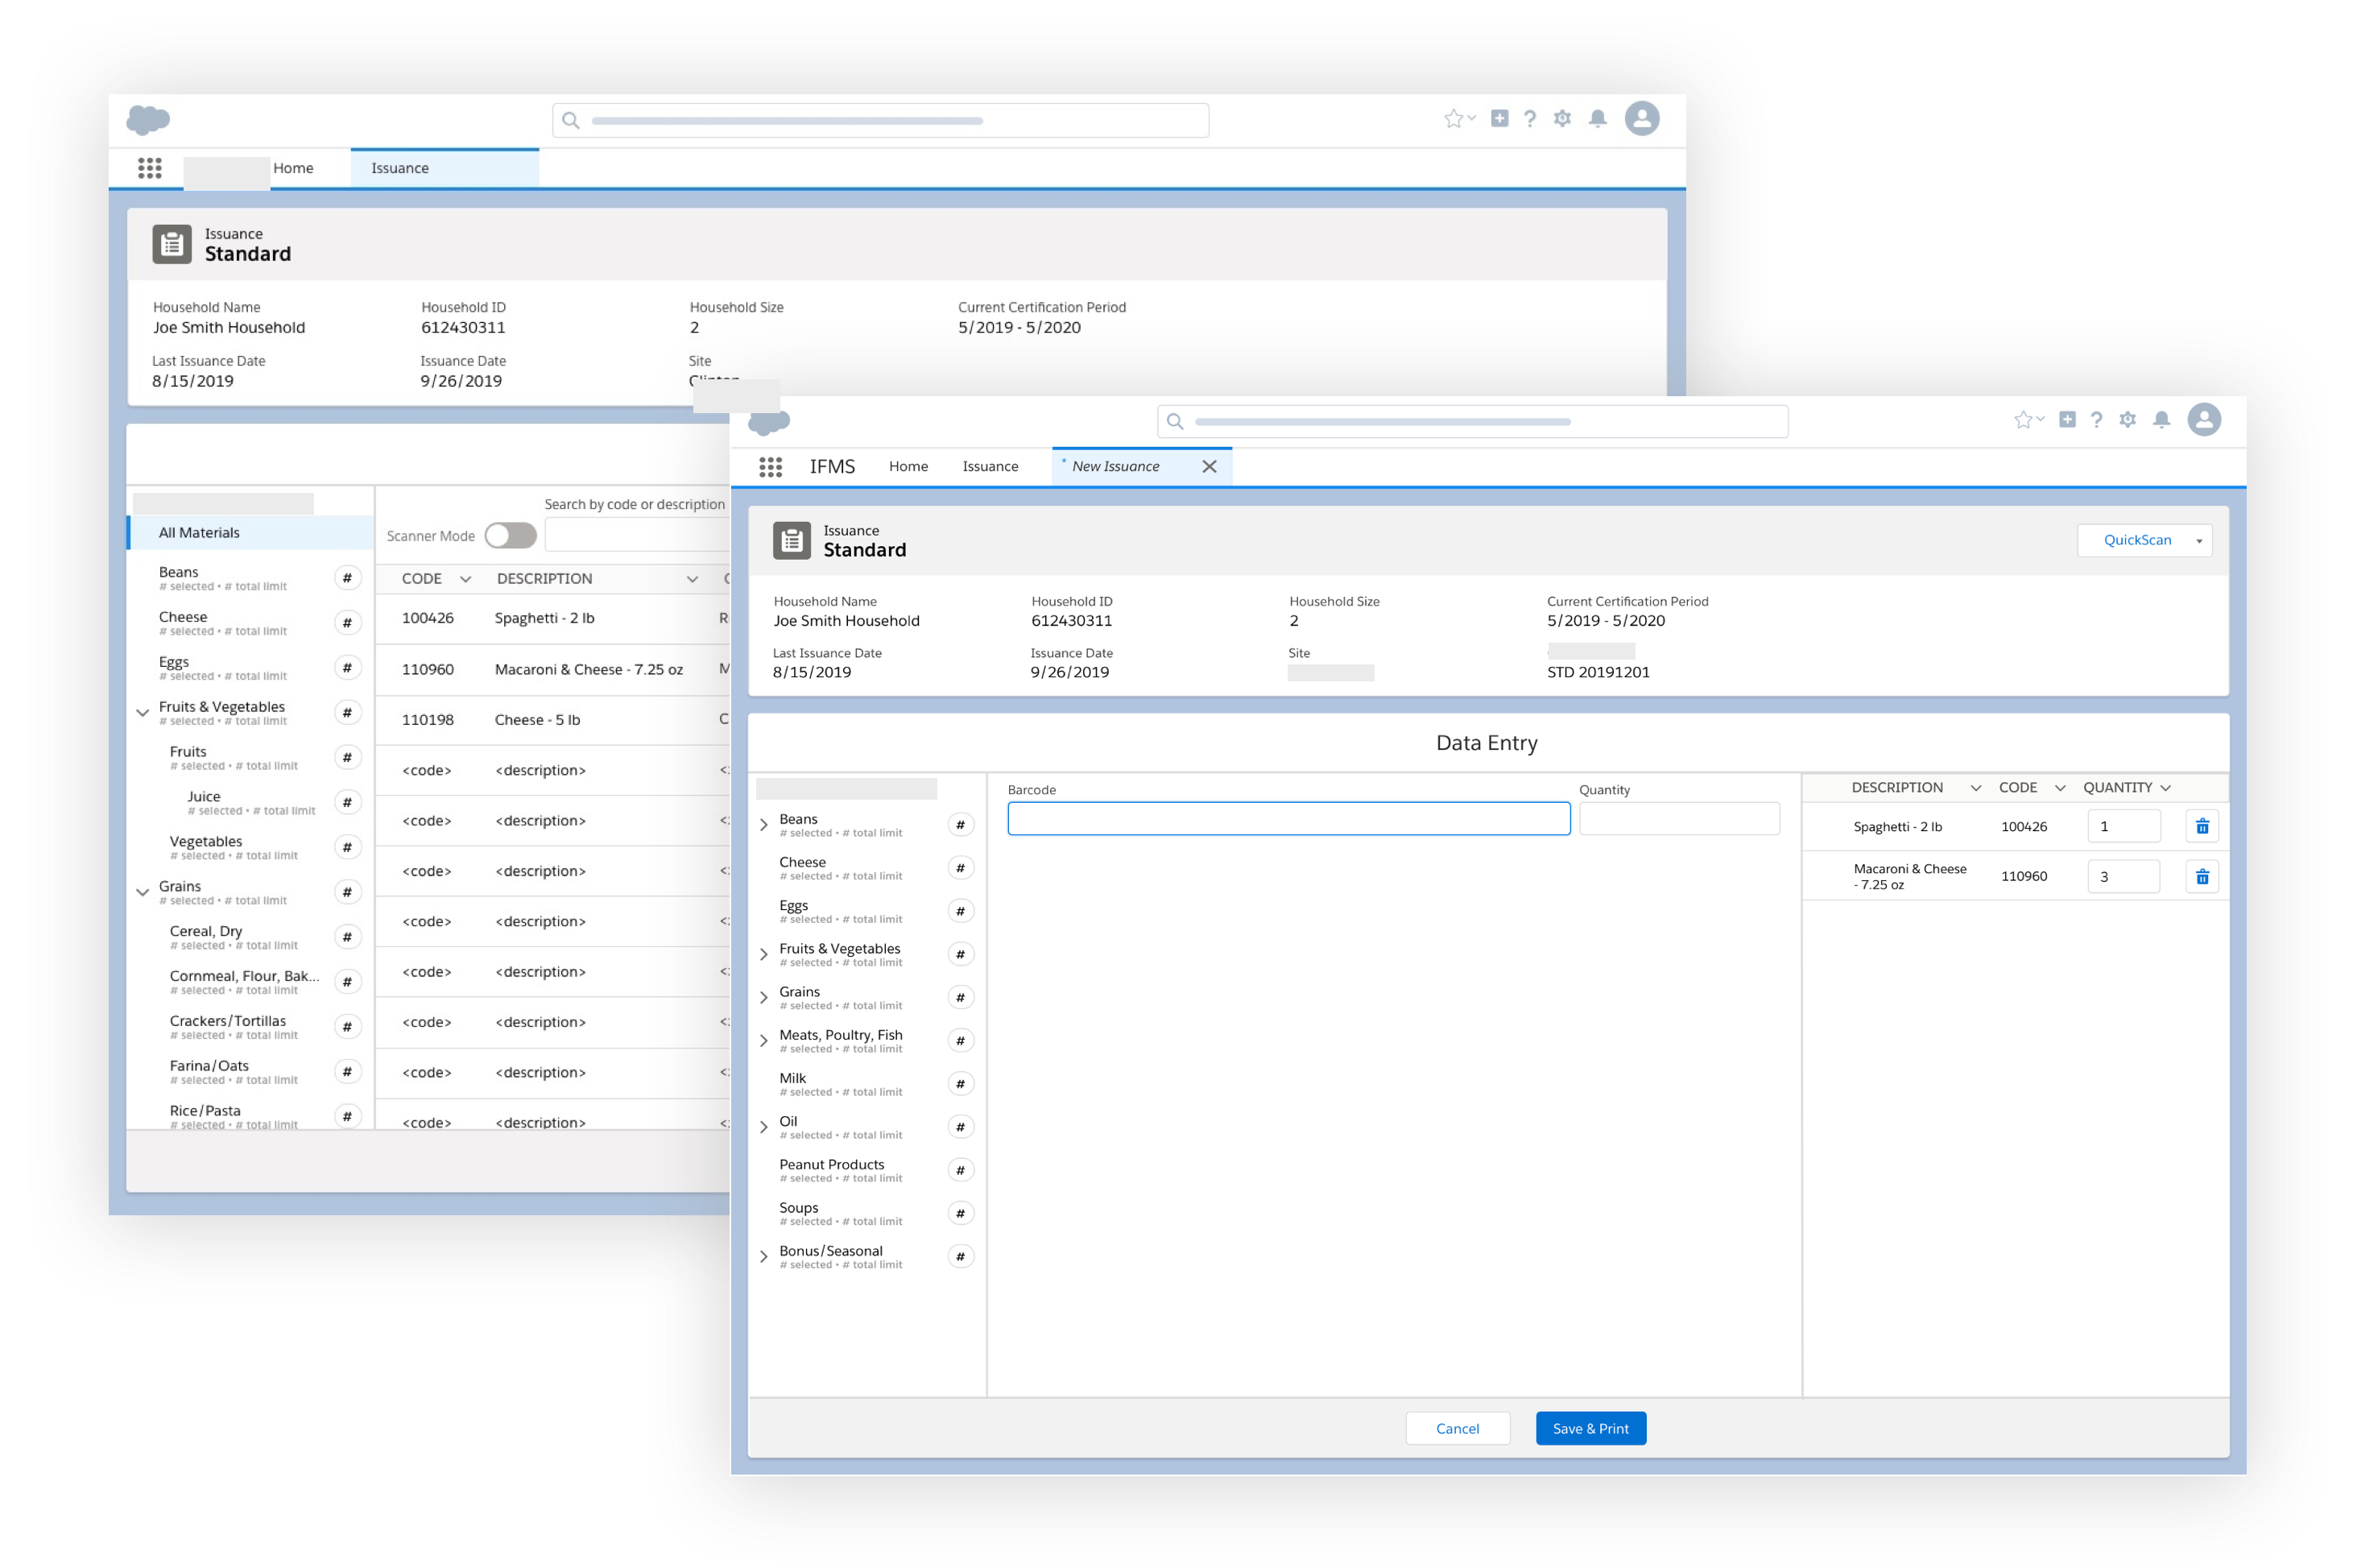 Home
Issuance
Issuance
Standard
Household Name
Household ID
Household Size
Current Certification Period
Joe Smith Household
612430311
2
5/2019 - 5/2020
Last Issuance Date
Issuance Date
Site
8/15/2019
9/26/2019
All Materials
Beans
# selected • # total limit
#
Cheese
# selected • # total limit
#
Eggs
# selected • # total limit
#
Fruits & Vegetables
# selected • # total limit
#
Fruits
# selected • # total limit
#
Juice
# selected • # total limit
#
Vegetables
# selected • # total limit
#
Grains
# selected • # total limit
#
Cereal, Dry
# selected • # total limit
#
Cornmeal, Flour, Bak...
# selected • # total limit
#
Crackers/Tortillas
# selected • # total limit
#
Farina/Oats
# selected • # total limit
#
Rice/Pasta
# selected • # total limit
#
Search by code or description
Scanner Mode
CODE DESCRIPTION
100426 Spaghetti - 2 lb
110960 Macaroni & Cheese - 7.25 oz
110198 Cheese - 5 lb
<code> <description>
<code> <description>
<code> <description>
<code> <description>
<code> <description>
<code> <description>
<code> <description>
<code> <description>
IFMS
Home
Issuance
* New Issuance
Issuance
Standard
QuickScan
Household Name
Household ID
Household Size
Current Certification Period
Joe Smith Household
612430311
2
5/2019 - 5/2020
Last Issuance Date
Issuance Date
Site
8/15/2019
9/26/2019
STD 20191201
Data Entry
Beans
# selected • # total limit
#
Cheese
# selected • # total limit
#
Eggs
# selected • # total limit
#
Fruits & Vegetables
# selected • # total limit
#
Grains
# selected • # total limit
#
Meats, Poultry, Fish
# selected • # total limit
#
Milk
# selected • # total limit
#
Oil
# selected • # total limit
#
Peanut Products
# selected • # total limit
#
Soups
# selected • # total limit
#
Bonus/Seasonal
# selected • # total limit
#
Barcode
Quantity
DESCRIPTION CODE QUANTITY
Spaghetti - 2 lb 100426 1
Macaroni & Cheese
- 7.25 oz
110960 3
Cancel
Save & Print